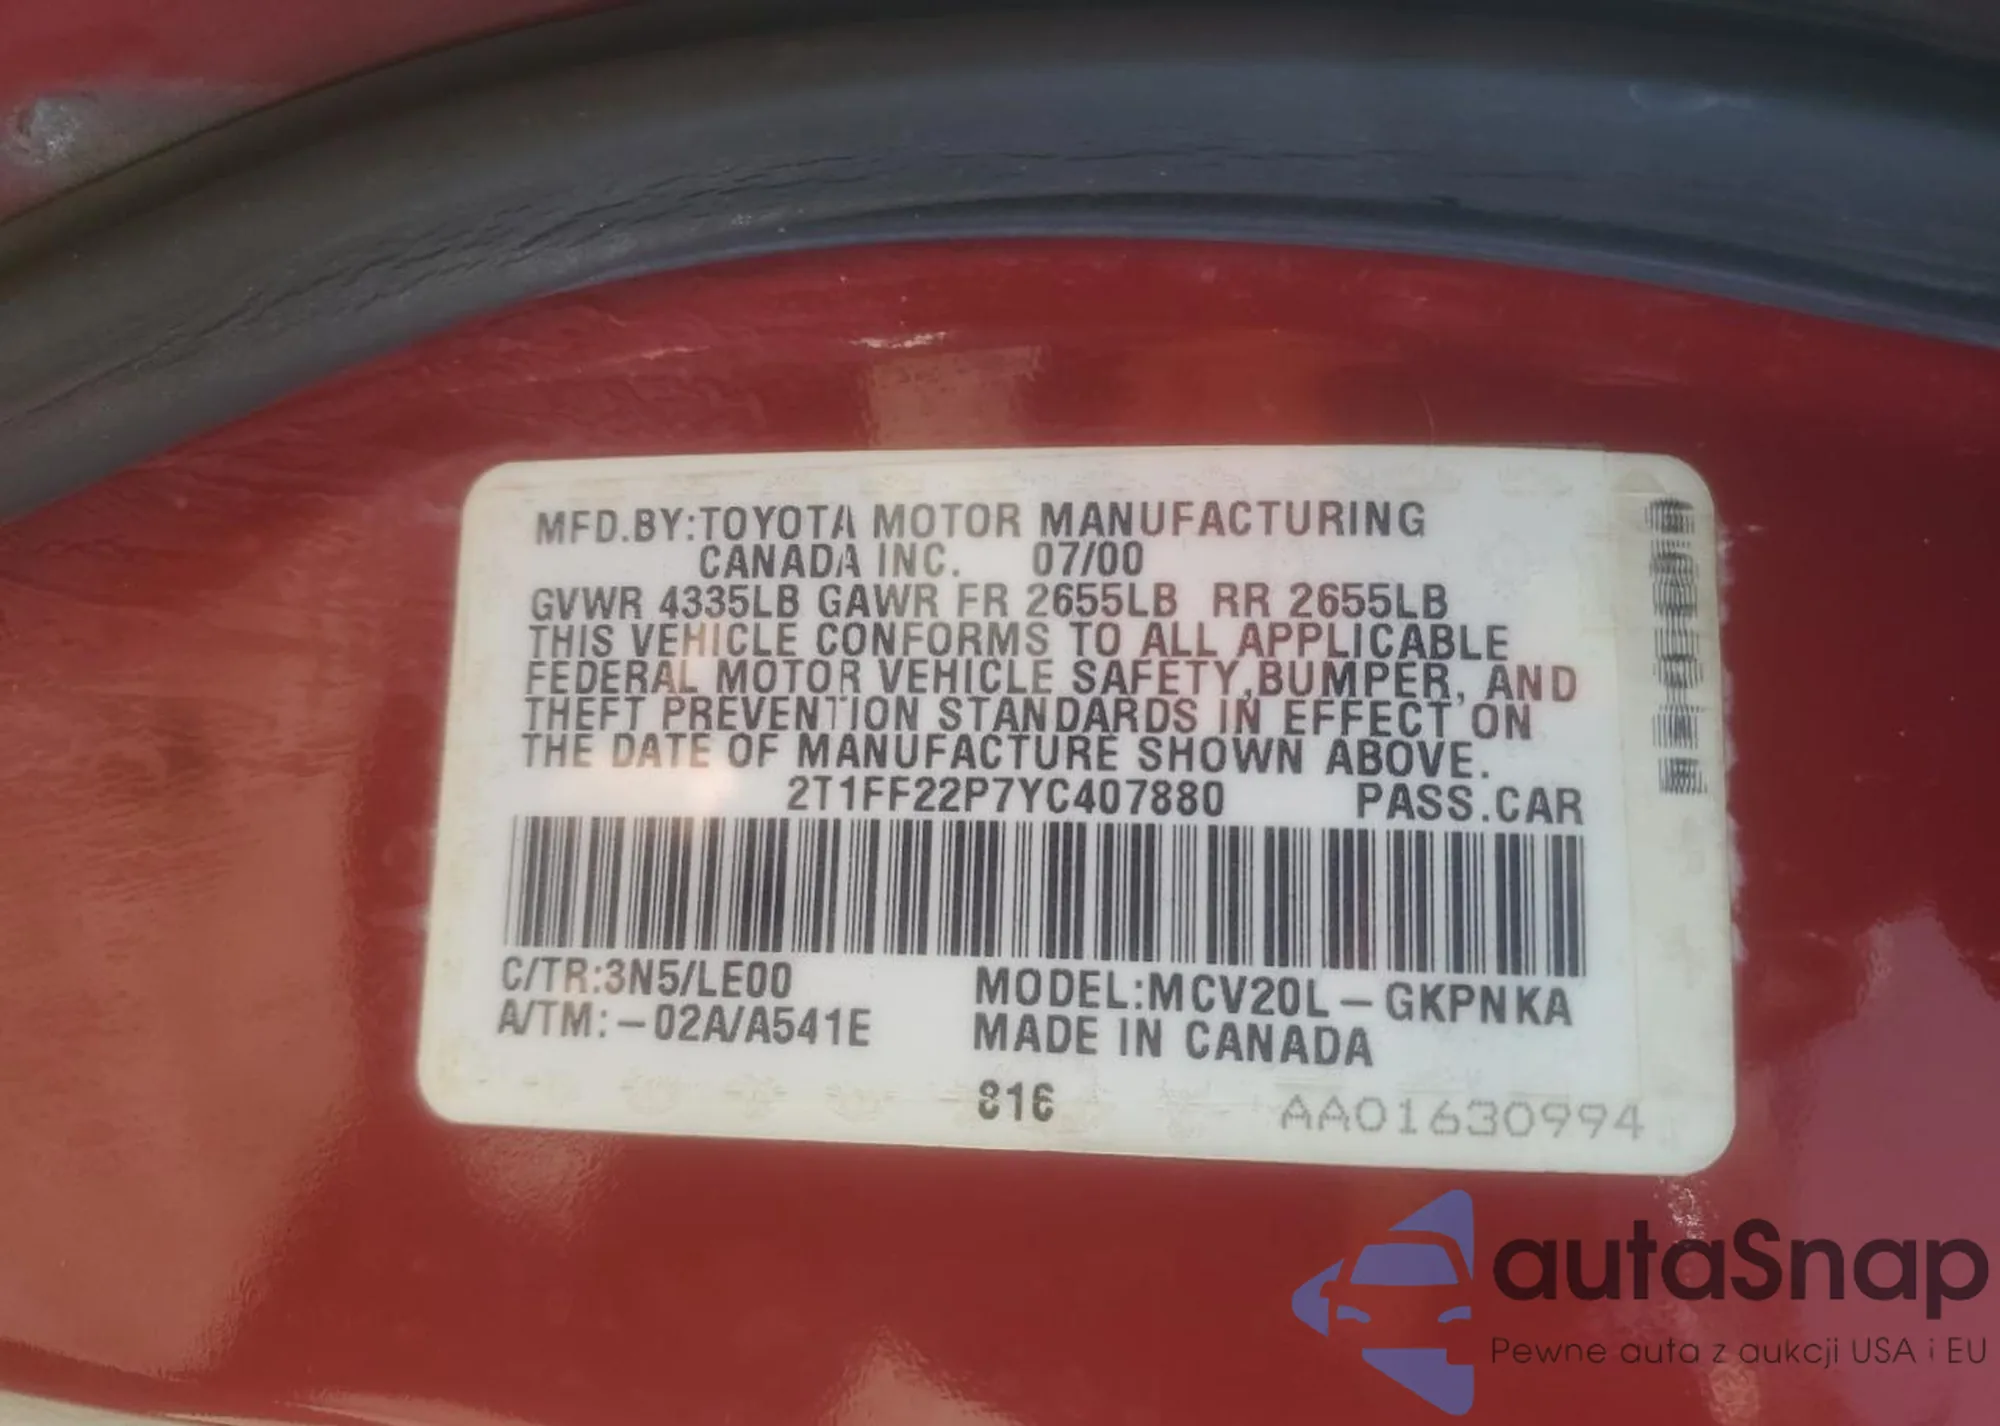 MFD.BY:TOYOTA MOTOR MANUFACTURING
CANADA INC. 07/00
GVWR 4335LB GAWR FR 2655LB RR 2655LB
THIS VEHICLE CONFORMS TO ALL APPLICABLE
FEDERAL MOTOR VEHICLE SAFETY,BUMPER, AND
THEFT PREVENTION STANDARDS IN EFFECT ON
THE DATE OF MANUFACTURE SHOWN ABOVE.
2T1FF22P7YC407880 PASS.CAR
C/TR:3N5/LE00 MODEL:MCV20L-GKPNKA
A/TM:-02A/A541E MADE IN CANADA
816 AA01630994
autaSnap
Pewne auta z aukcji USA i EU